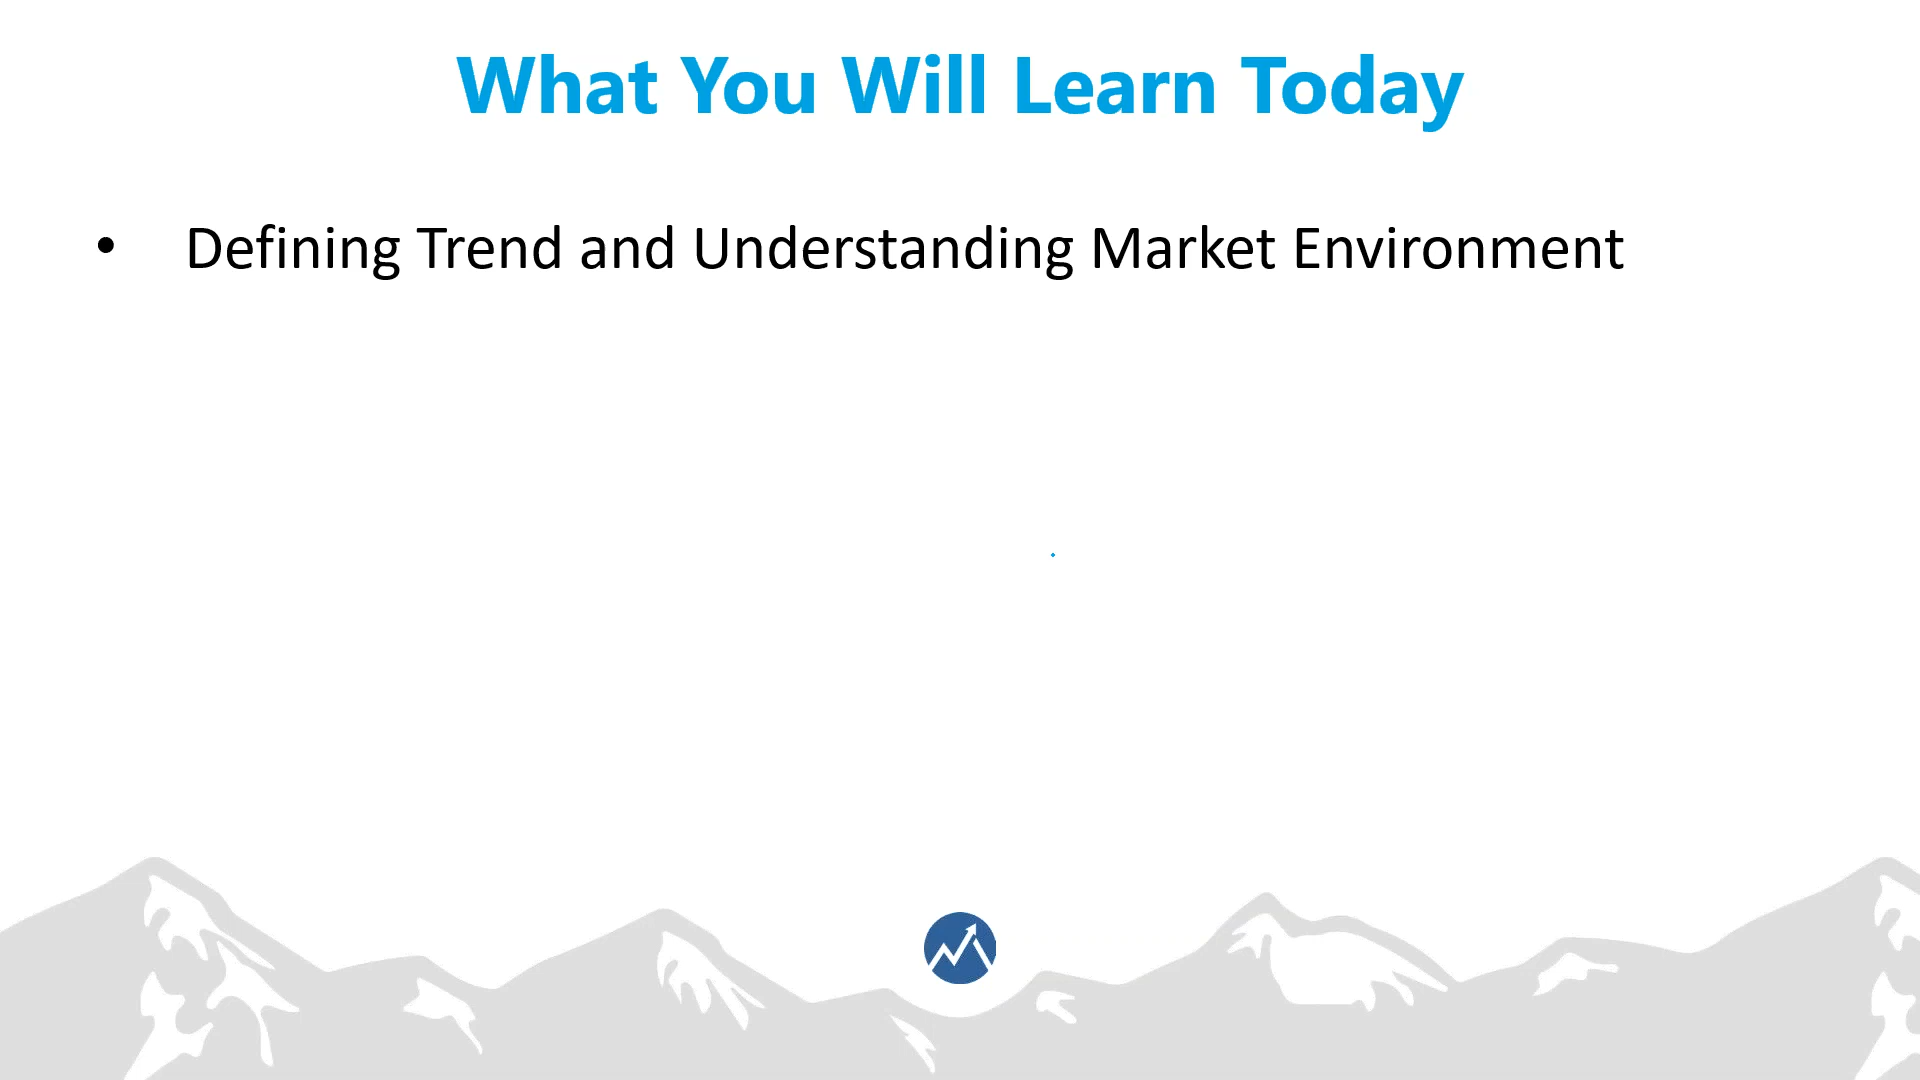 What You Will Learn Today
• Defining Trend and Understanding Market Environment